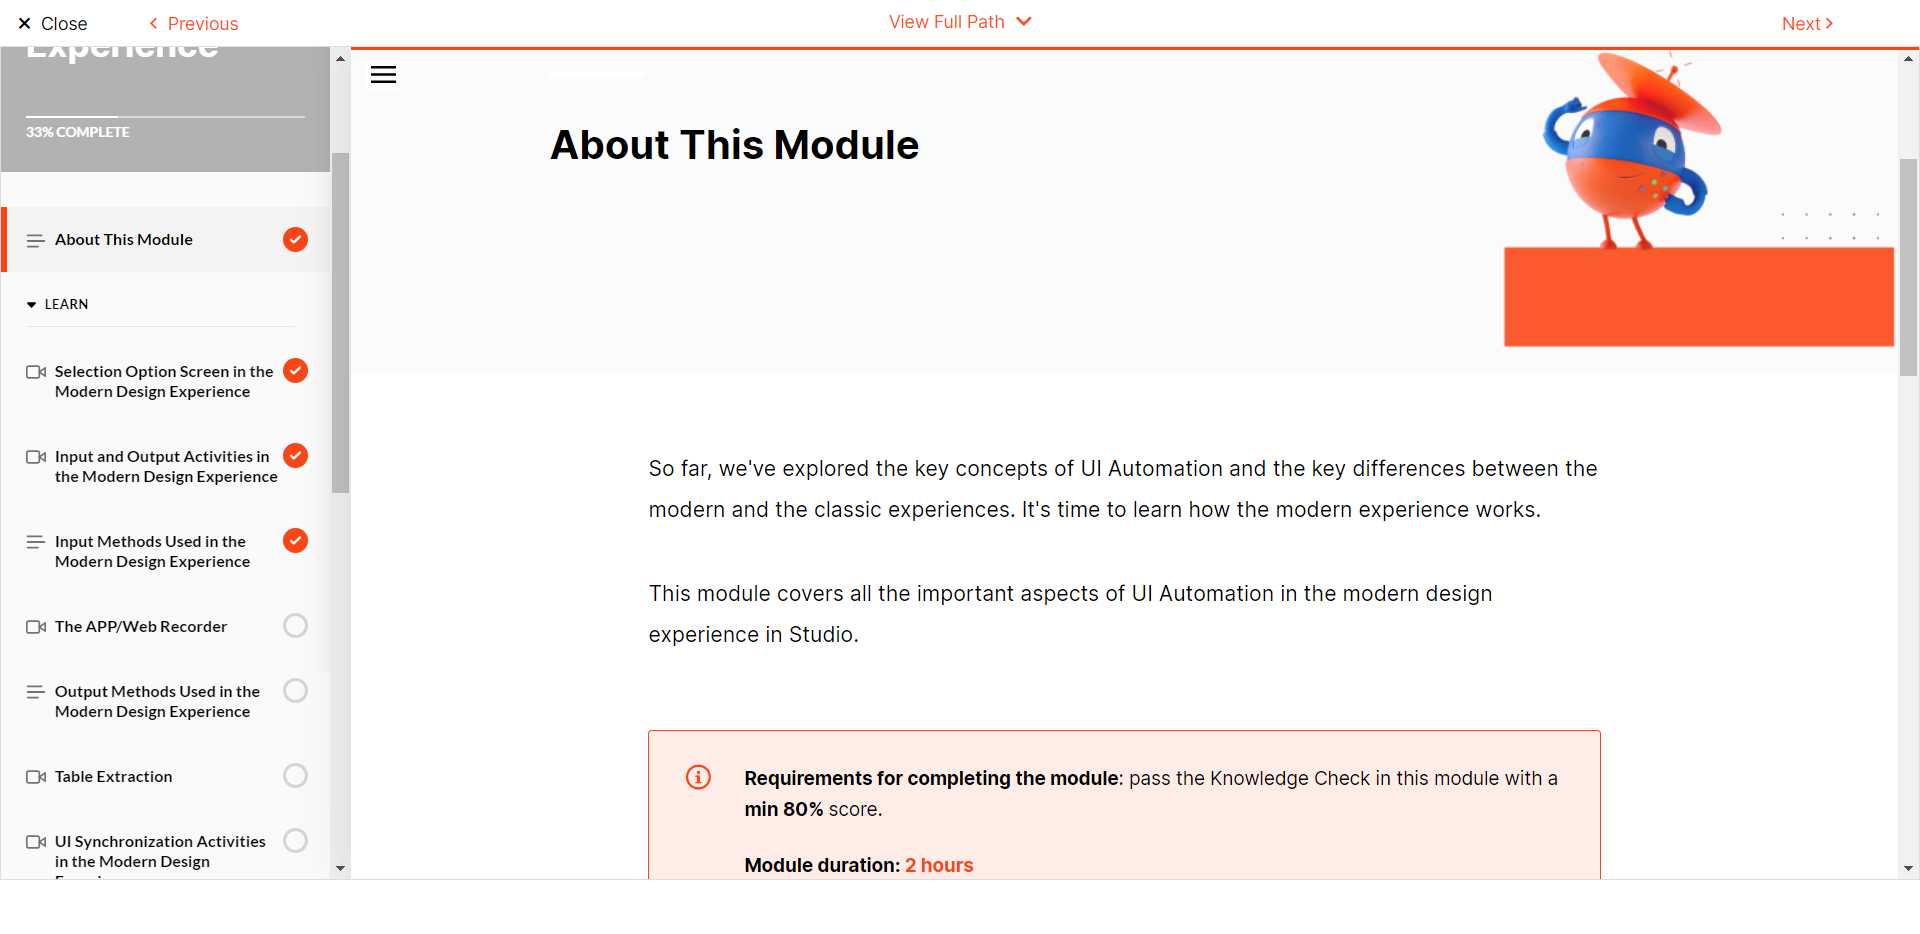 Close
Previous
View Full Path
Next
Experience
33% COMPLETE
About This Module
LEARN
Selection Option Screen in the
Modern Design Experience
Input and Output Activities in
the Modern Design Experience
Input Methods Used in the
Modern Design Experience
The APP/Web Recorder
Output Methods Used in the
Modern Design Experience
Table Extraction
UI Synchronization Activities
in the Modern Design
About This Module
So far, we've explored the key concepts of UI Automation and the key differences between the
modern and the classic experiences. It's time to learn how the modern experience works.
This module covers all the important aspects of UI Automation in the modern design
experience in Studio.
Requirements for completing the module: pass the Knowledge Check in this module with a
min 80% score.
Module duration: 2 hours